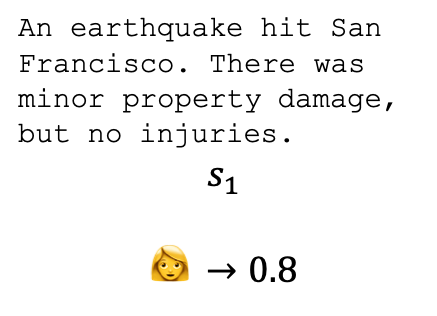 An earthquake hit San
Francisco. There was
minor property damage,
but no injuries.
s₁
👩 → 0.8